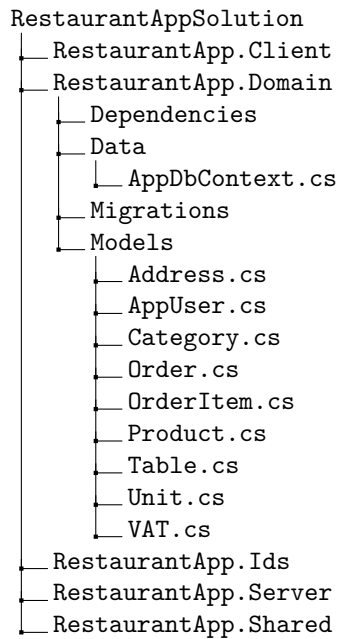 RestaurantAppSolution
RestaurantApp.Client
RestaurantApp.Domain
Dependencies
Data
AppDbContext.cs
Migrations
Models
Address.cs
AppUser.cs
Category.cs
Order.cs
OrderItem.cs
Product.cs
Table.cs
Unit.cs
VAT.cs
RestaurantApp.Ids
RestaurantApp.Server
RestaurantApp.Shared